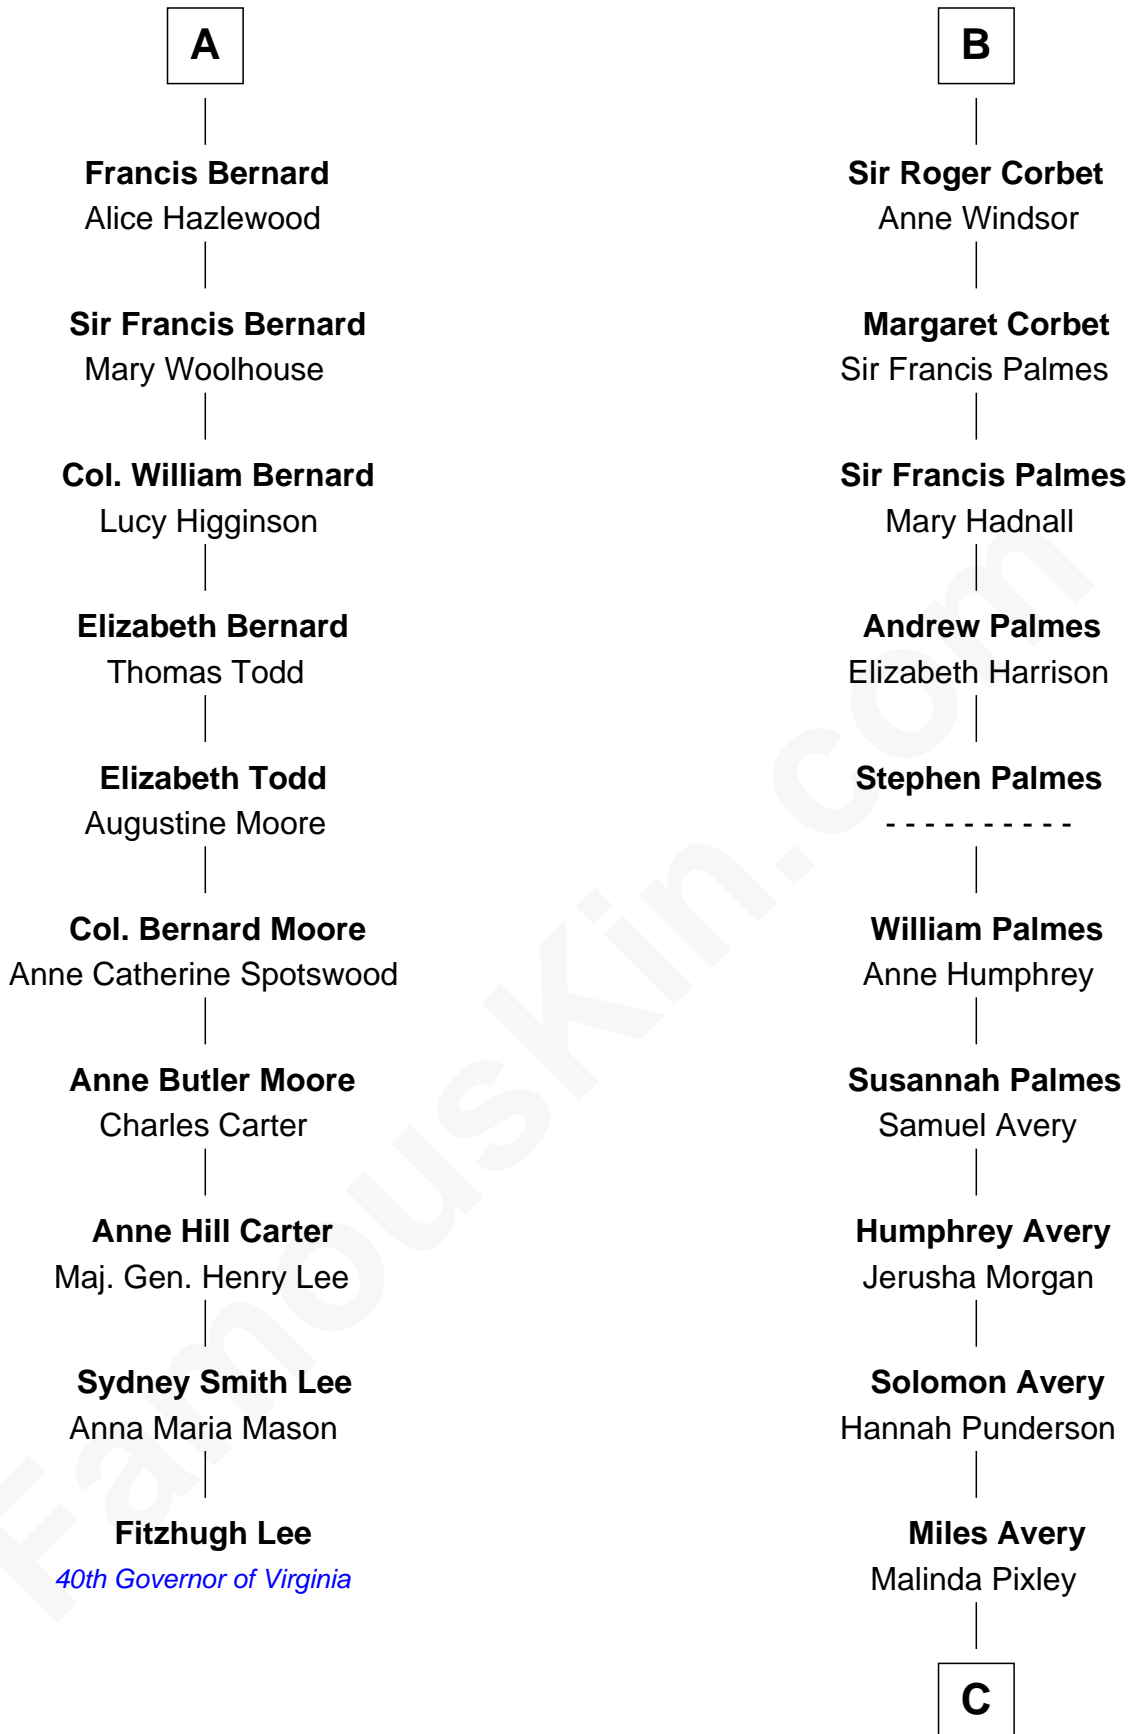 A
Francis Bernard
Alice Hazlewood
Sir Francis Bernard
Mary Woolhouse
Col. William Bernard
Lucy Higginson
Elizabeth Bernard
Thomas Todd
Elizabeth Todd
Augustine Moore
Col. Bernard Moore
Anne Catherine Spotswood
Anne Butler Moore
Charles Carter
Anne Hill Carter
Maj. Gen. Henry Lee
Sydney Smith Lee
Anna Maria Mason
Fitzhugh Lee
40th Governor of Virginia
B
Sir Roger Corbet
Anne Windsor
Margaret Corbet
Sir Francis Palmes
Sir Francis Palmes
Mary Hadnall
Andrew Palmes
Elizabeth Harrison
Stephen Palmes
- - - - - - - - - -
William Palmes
Anne Humphrey
Susannah Palmes
Samuel Avery
Humphrey Avery
Jerusha Morgan
Solomon Avery
Hannah Punderson
Miles Avery
Malinda Pixley
C
FamousKin.com